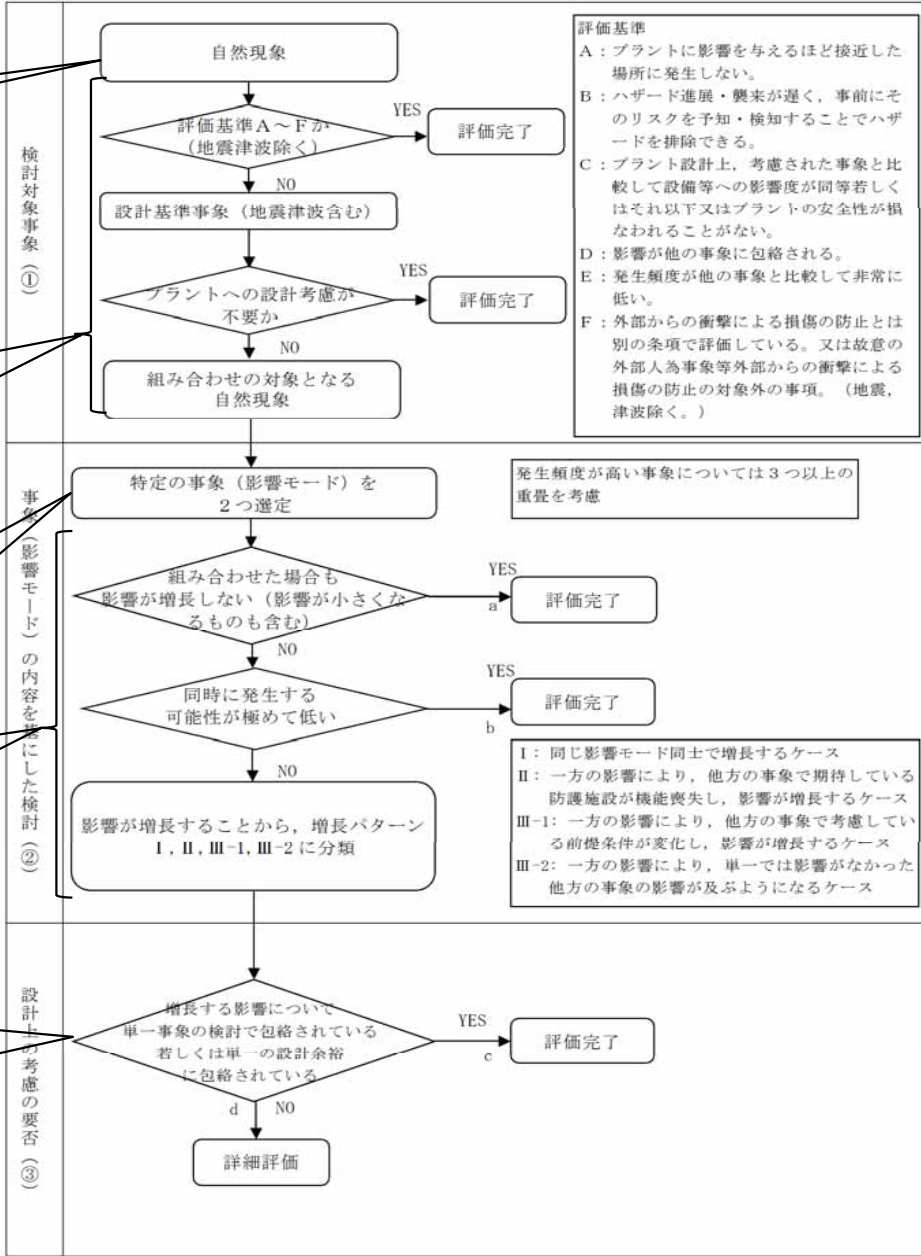 検討対象事象(①)
自然現象
評価基準A~Fか
(地震津波除く)
YES
評価完了
NO
設計基準事象(地震津波含む)
プラントへの設計考慮が
不要か
YES
評価完了
NO
組み合わせの対象となる
自然現象
評価基準
A:プラントに影響を与えるほど接近した
場所に発生しない。
B:ハザード進展・襲来が遅く,事前にそ
のリスクを予知・検知することでハザ
ードを排除できる。
C:プラント設計上,考慮された事象と比
較して設備等への影響度が同等若しく
はそれ以下又はプラントの安全性が損
なわれることがない。
D:影響が他の事象に包絡される。
E:発生頻度が他の事象と比較して非常に
低い。
F:外部からの衝撃による損傷の防止とは
別の条項で評価している。又は故意の
外部人為事象等外部からの衝撃による
損傷の防止の対象外の事項。(地震,
津波除く。)
事象(影響モード)の内容を基にした検討(②)
特定の事象(影響モード)を
2つ選定
発生頻度が高い事象については3つ以上の
重畳を考慮
組み合わせた場合も
影響が増長しない(影響が小さくな
るものも含む)
YES
a
評価完了
NO
同時に発生する
可能性が極めて低い
YES
b
評価完了
NO
影響が増長することから,増長パターン
Ⅰ,Ⅱ,Ⅲ-1,Ⅲ-2に分類
Ⅰ:同じ影響モード同士で増長するケース
Ⅱ:一方の影響により,他方の事象で期待している
防護施設が機能喪失し,影響が増長するケース
Ⅲ-1:一方の影響により,他方の事象で考慮してい
る前提条件が変化し,影響が増長するケース
Ⅲ-2:一方の影響により,単一では影響がなかった
他方の事象の影響が及ぶようになるケース
設計上の考慮の要否(③)
増長する影響について
単一事象の検討で包絡されている
若しくは単一の設計余裕
に包絡されている
YES
c
評価完了
d NO
詳細評価